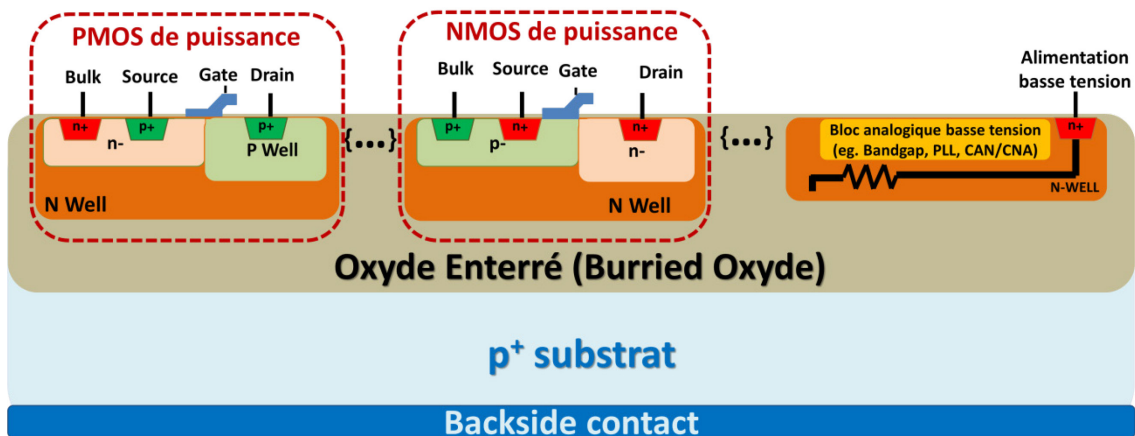 PMOS de puissance
Bulk
Source
Gate
Drain
n+
p+
p+
n-
P Well
N Well
{...}
NMOS de puissance
Bulk
Source
Gate
Drain
p+
n+
n+
p-
n-
N Well
{...}
Alimentation
basse tension
n+
Bloc analogique basse tension
(eg. Bandgap, PLL, CAN/CNA)
N-WELL
Oxyde Enterré (Burried Oxyde)
p+ substrat
Backside contact